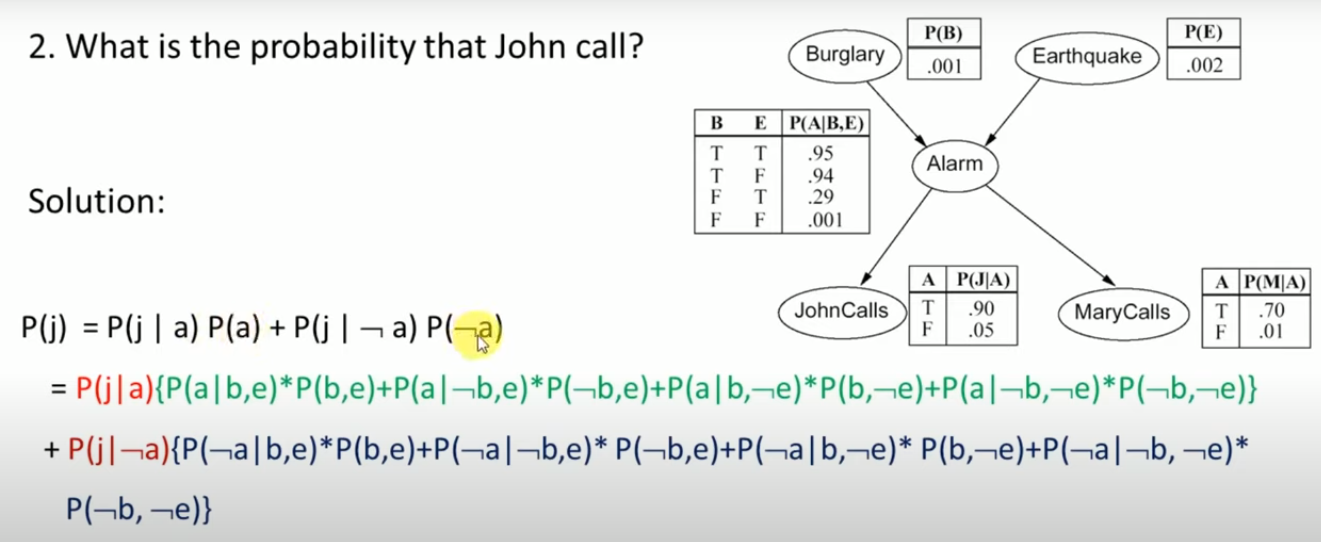 2. What is the probability that John call?
Burglary
P(B)
.001
Earthquake
P(E)
.002
B E P(A|B,E)
T T .95
T F .94
F T .29
F F .001
Alarm
Solution:
JohnCalls
A P(J|A)
T .90
F .05
MaryCalls
A P(M|A)
T .70
F .01
P(j) = P(j | a) P(a) + P(j | ¬ a) P(¬a)
= P(j|a){P(a|b,e)*P(b,e)+P(a|¬b,e)*P(¬b,e)+P(a|b,¬e)*P(b,¬e)+P(a|¬b,¬e)*P(¬b,¬e)}
+ P(j|¬a){P(¬a|b,e)*P(b,e)+P(¬a|¬b,e)* P(¬b,e)+P(¬a|b,¬e)* P(b,¬e)+P(¬a|¬b, ¬e)*
P(¬b, ¬e)}